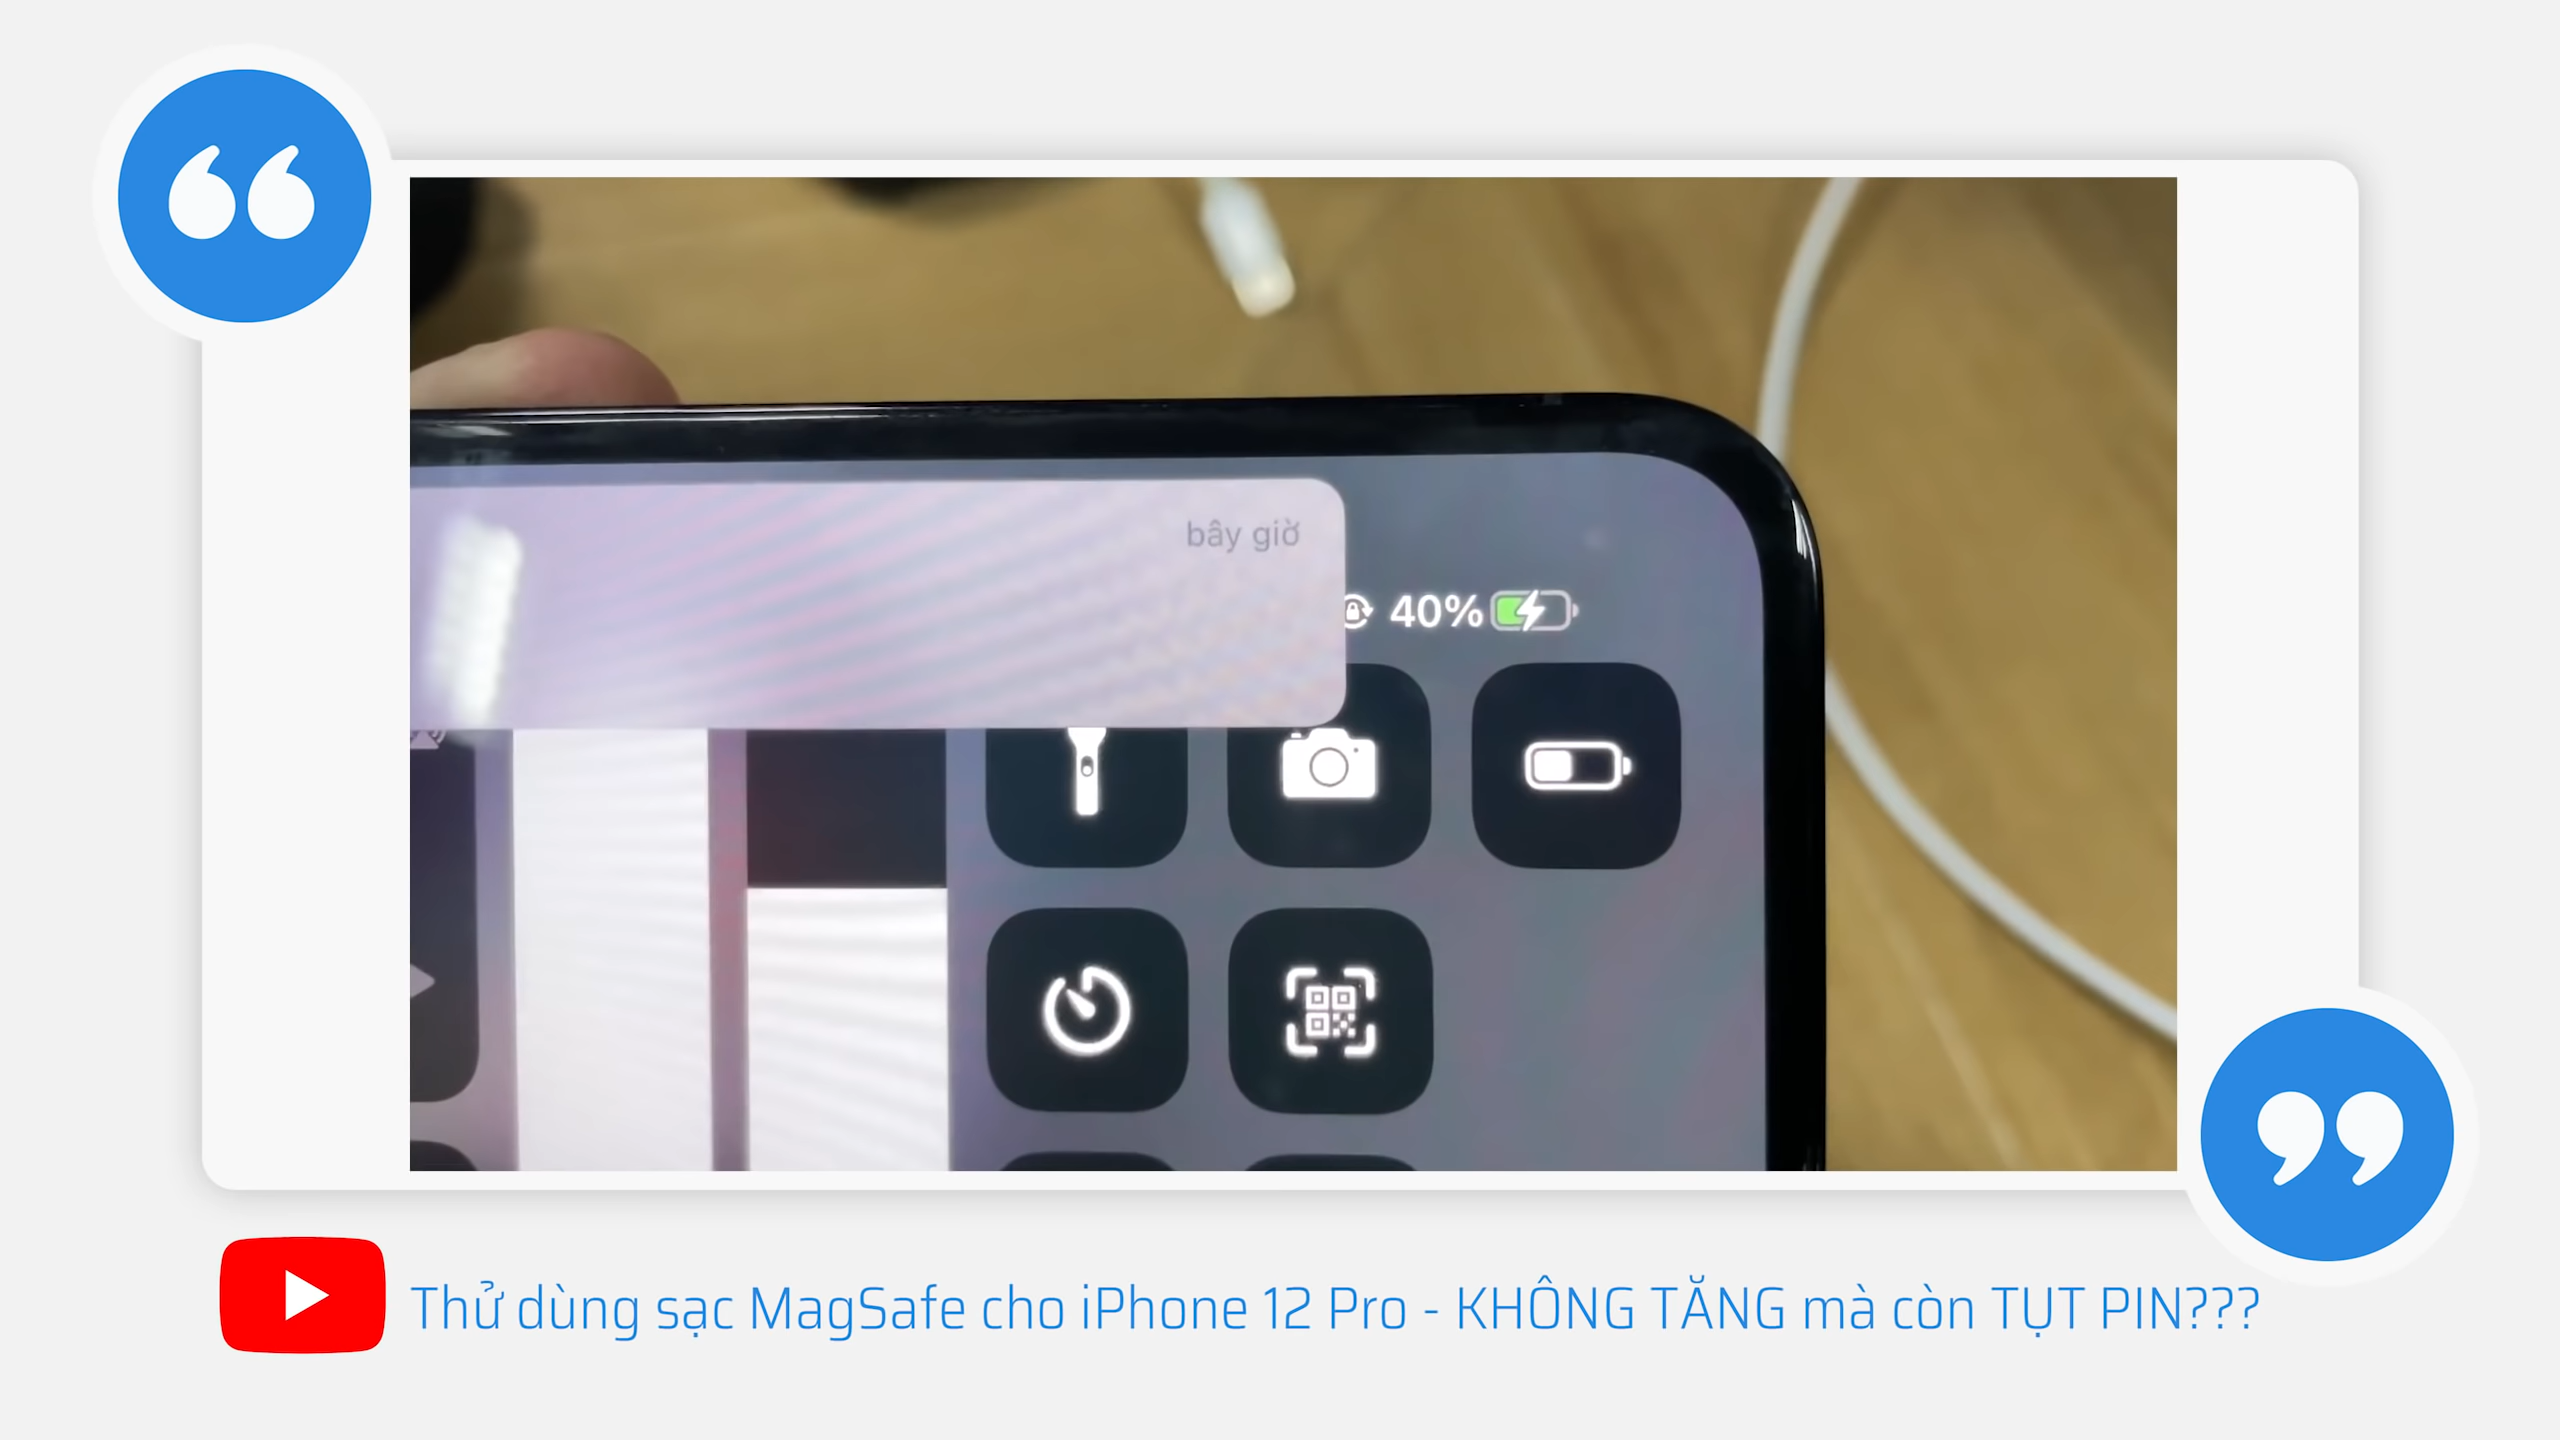 bây giờ
40%
Thử dùng sạc MagSafe cho iPhone 12 Pro - KHÔNG TĂNG mà còn TỤT PIN???